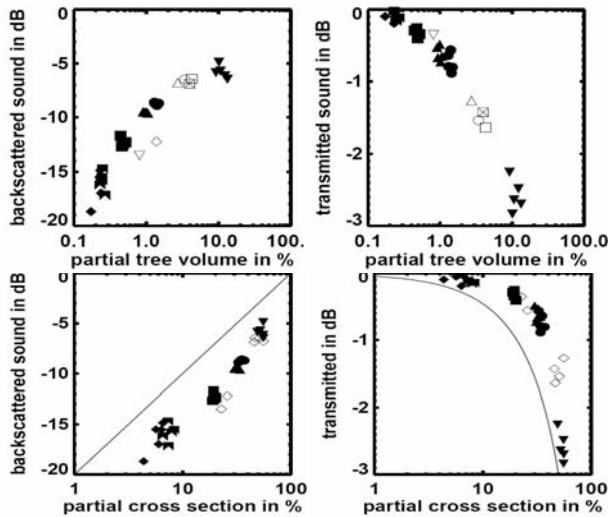 backscattered sound in dB
0
-5
-10
-15
-20
0.1 1.0 10.0 100.
partial tree volume in %
transmitted sound in dB
0
-1
-2
-3
0.1 1.0 10.0 100.0
partial tree volume in %
backscattered sound in dB
0
-5
-10
-15
-20
1 10 100
partial cross section in %
transmitted in dB
0
-1
-2
-3
1 10 100
partial cross section in %